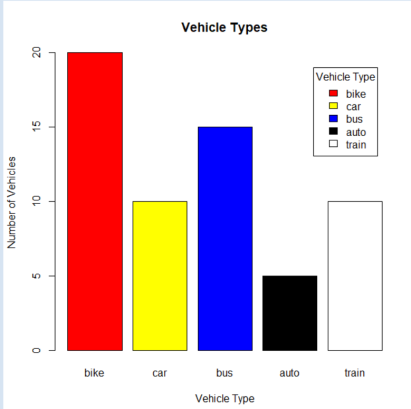 Vehicle Types
Number of Vehicles
20
15
10
5
0
Vehicle Type
bike
car
bus
auto
train
bike car bus auto train
Vehicle Type